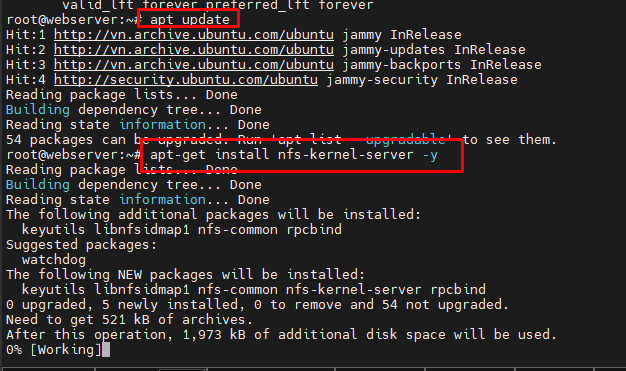 valid_lft forever preferred_lft forever
root@webserver:~# apt update
Hit:1 http://vn.archive.ubuntu.com/ubuntu jammy InRelease
Hit:2 http://vn.archive.ubuntu.com/ubuntu jammy-updates InRelease
Hit:3 http://vn.archive.ubuntu.com/ubuntu jammy-backports InRelease
Hit:4 http://security.ubuntu.com/ubuntu jammy-security InRelease
Reading package lists... Done
Building dependency tree... Done
Reading state information... Done
54 packages can be upgraded. Run 'apt list --upgradable' to see them.
root@webserver:~# apt-get install nfs-kernel-server -y
Reading package lists... Done
Building dependency tree... Done
Reading state information... Done
The following additional packages will be installed:
keyutils libnfsidmap1 nfs-common rpcbind
Suggested packages:
watchdog
The following NEW packages will be installed:
keyutils libnfsidmap1 nfs-common nfs-kernel-server rpcbind
0 upgraded, 5 newly installed, 0 to remove and 54 not upgraded.
Need to get 521 kB of archives.
After this operation, 1,973 kB of additional disk space will be used.
0% [Working]